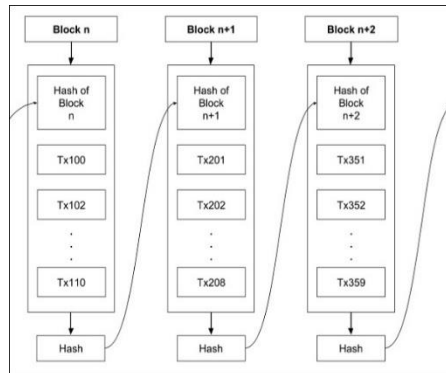 Block n
Block n+1
Block n+2
Hash of
Block
n
Hash of
Block
n+1
Hash of
Block
n+2
Tx100
Tx201
Tx351
Tx102
Tx202
Tx352
Tx110
Tx208
Tx359
Hash
Hash
Hash